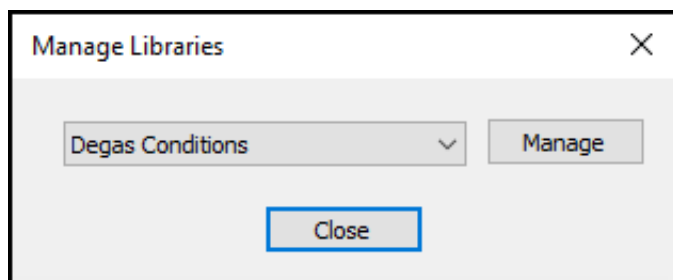 Manage Libraries
Degas Conditions
Manage
Close